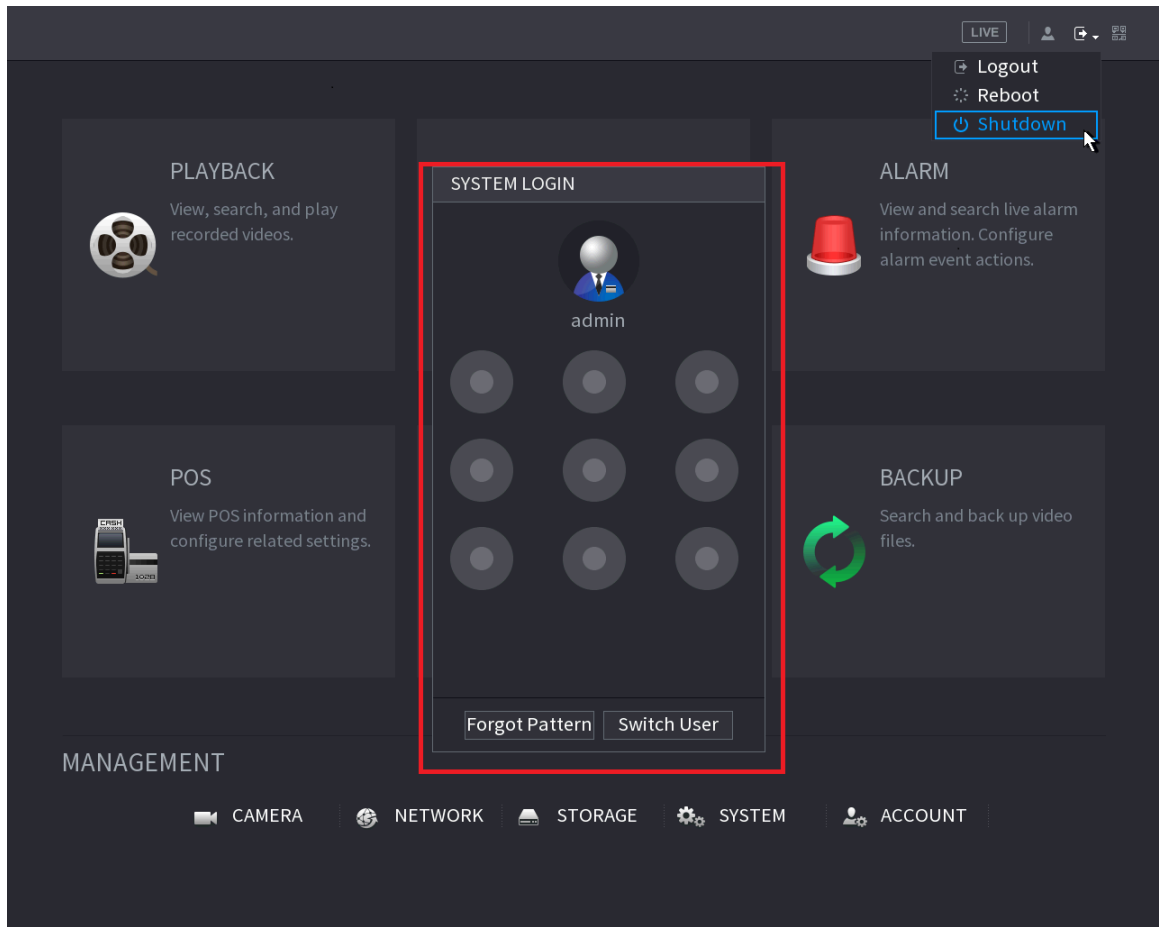 LIVE
Logout
Reboot
Shutdown
PLAYBACK
View, search, and play
recorded videos.
SYSTEM LOGIN
admin
Forgot Pattern
Switch User
ALARM
View and search live alarm
information. Configure
alarm event actions.
POS
View POS information and
configure related settings.
CASH
BACKUP
Search and back up video
files.
MANAGEMENT
CAMERA
NETWORK
STORAGE
SYSTEM
ACCOUNT